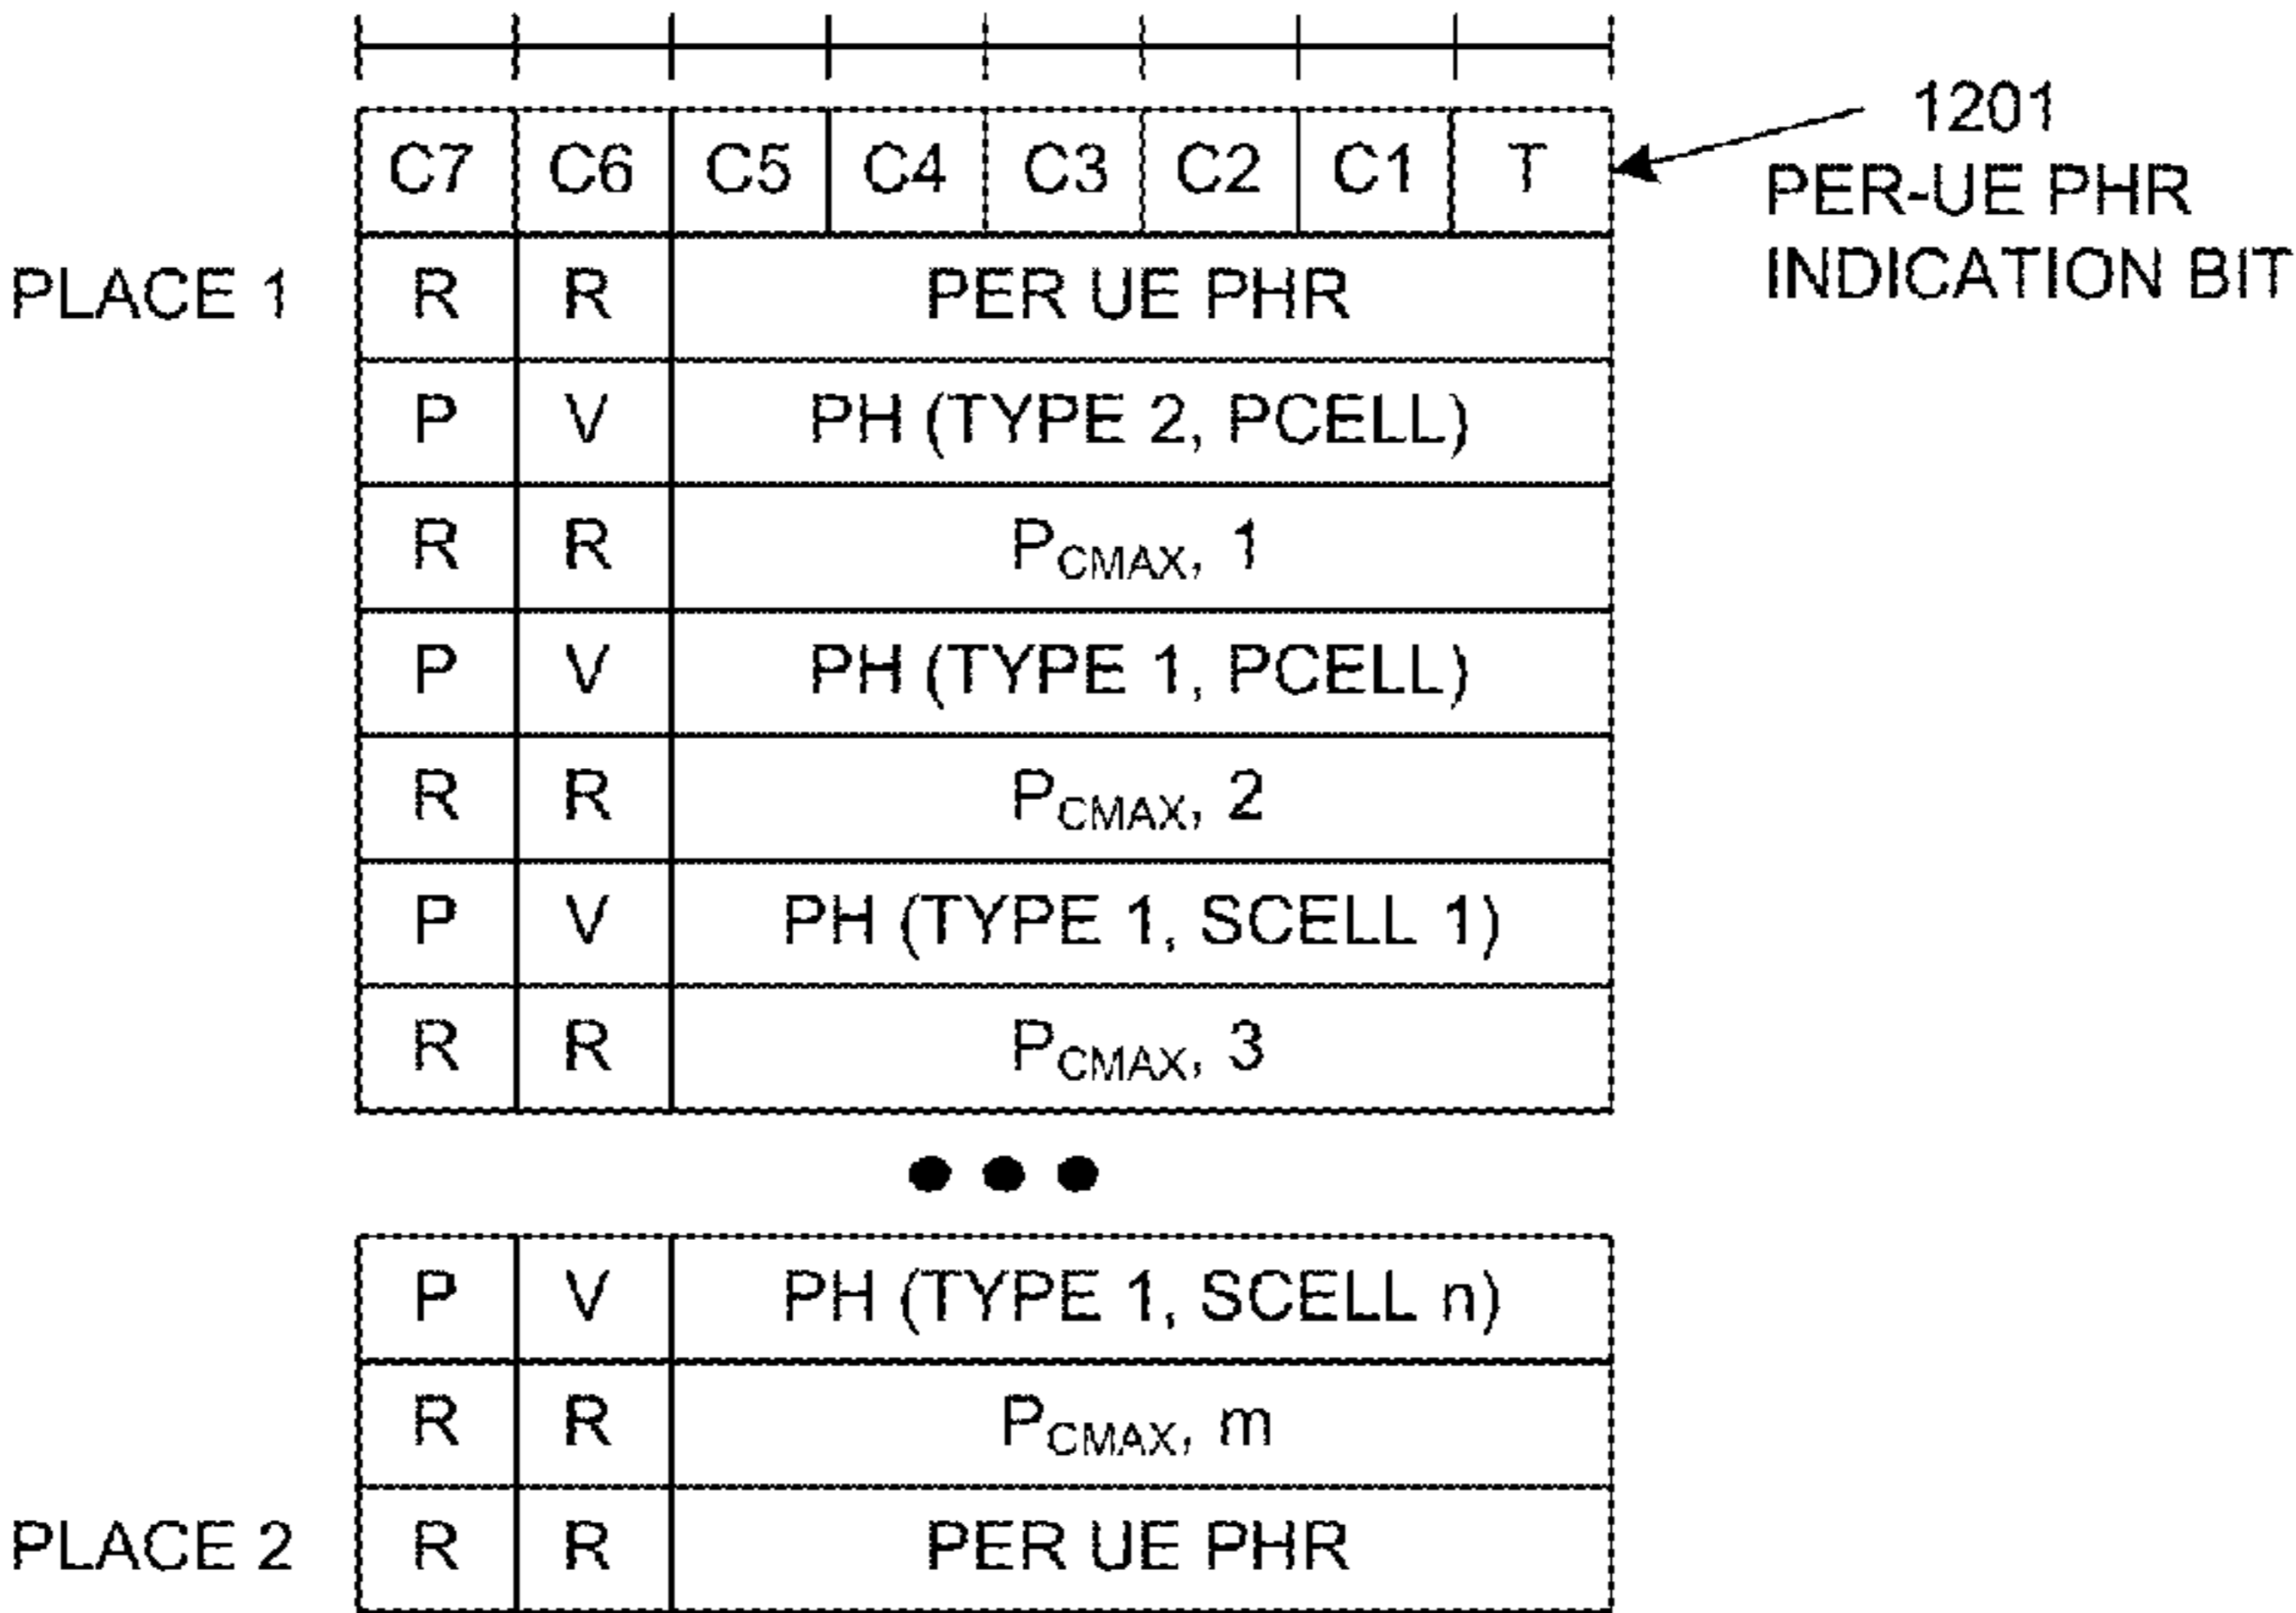 1201
PER-UE PHR
INDICATION BIT
C7 C6 C5 C4 C3 C2 C1 T
PLACE 1 R R PER UE PHR
P V PH (TYPE 2, PCELL)
R R PCMAX, 1
P V PH (TYPE 1, PCELL)
R R PCMAX, 2
P V PH (TYPE 1, SCELL 1)
R R PCMAX, 3
P V PH (TYPE 1, SCELL n)
R R PCMAX, m
PLACE 2 R R PER UE PHR